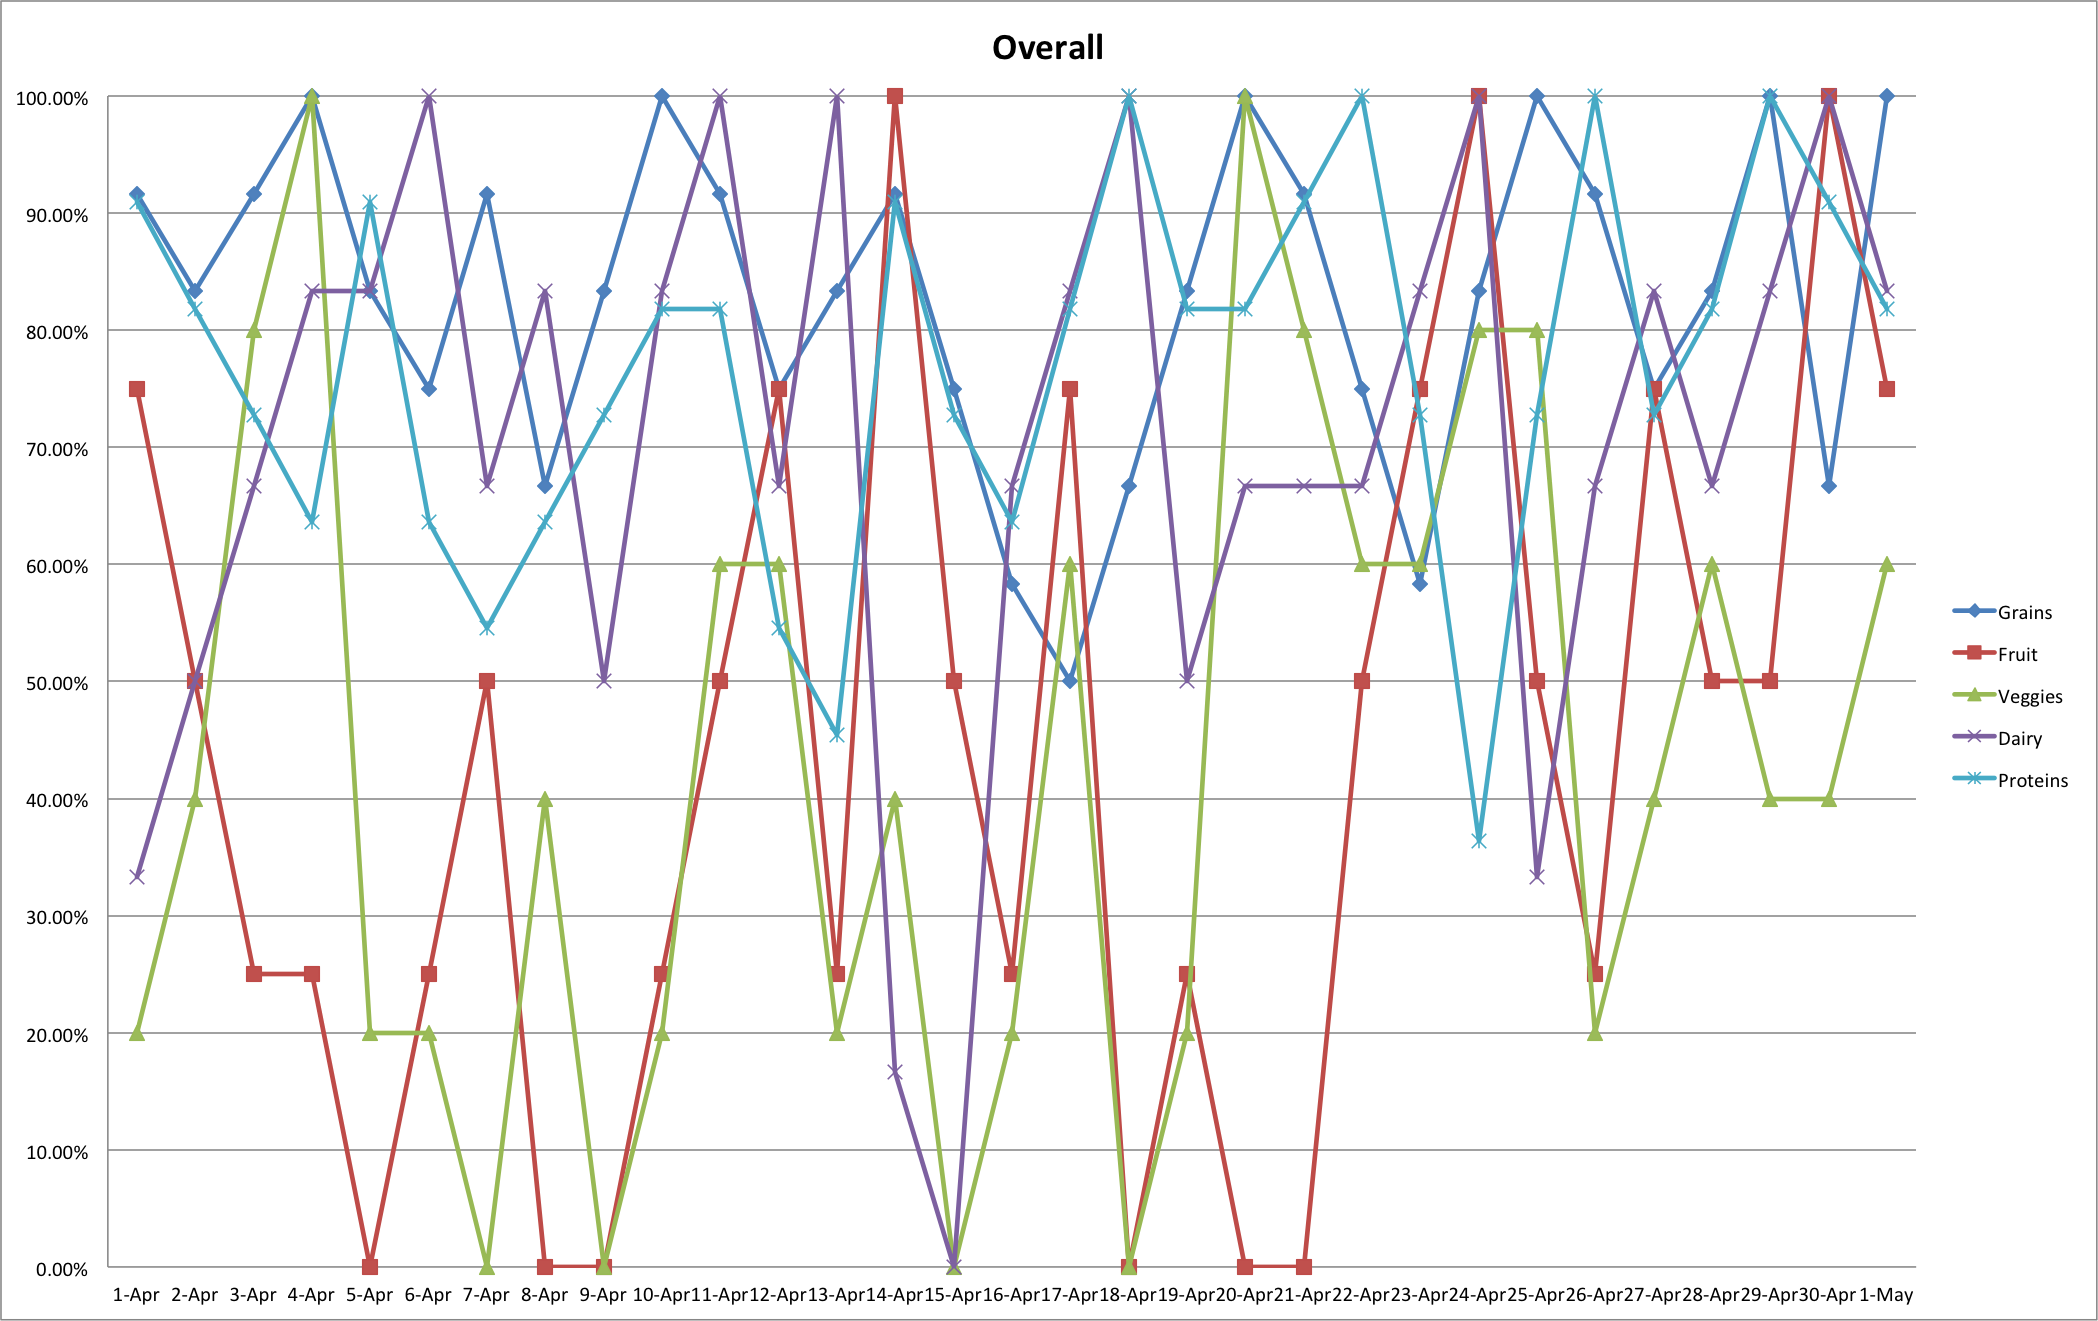 Overall
100.00%
90.00%
80.00%
70.00%
60.00%
50.00%
40.00%
30.00%
20.00%
10.00%
0.00%
1-Apr 2-Apr 3-Apr 4-Apr 5-Apr 6-Apr 7-Apr 8-Apr 9-Apr 10-Apr 11-Apr 12-Apr 13-Apr 14-Apr 15-Apr 16-Apr 17-Apr 18-Apr 19-Apr 20-Apr 21-Apr 22-Apr 23-Apr 24-Apr 25-Apr 26-Apr 27-Apr 28-Apr 29-Apr 30-Apr 1-May
Grains
Fruit
Veggies
Dairy
Proteins